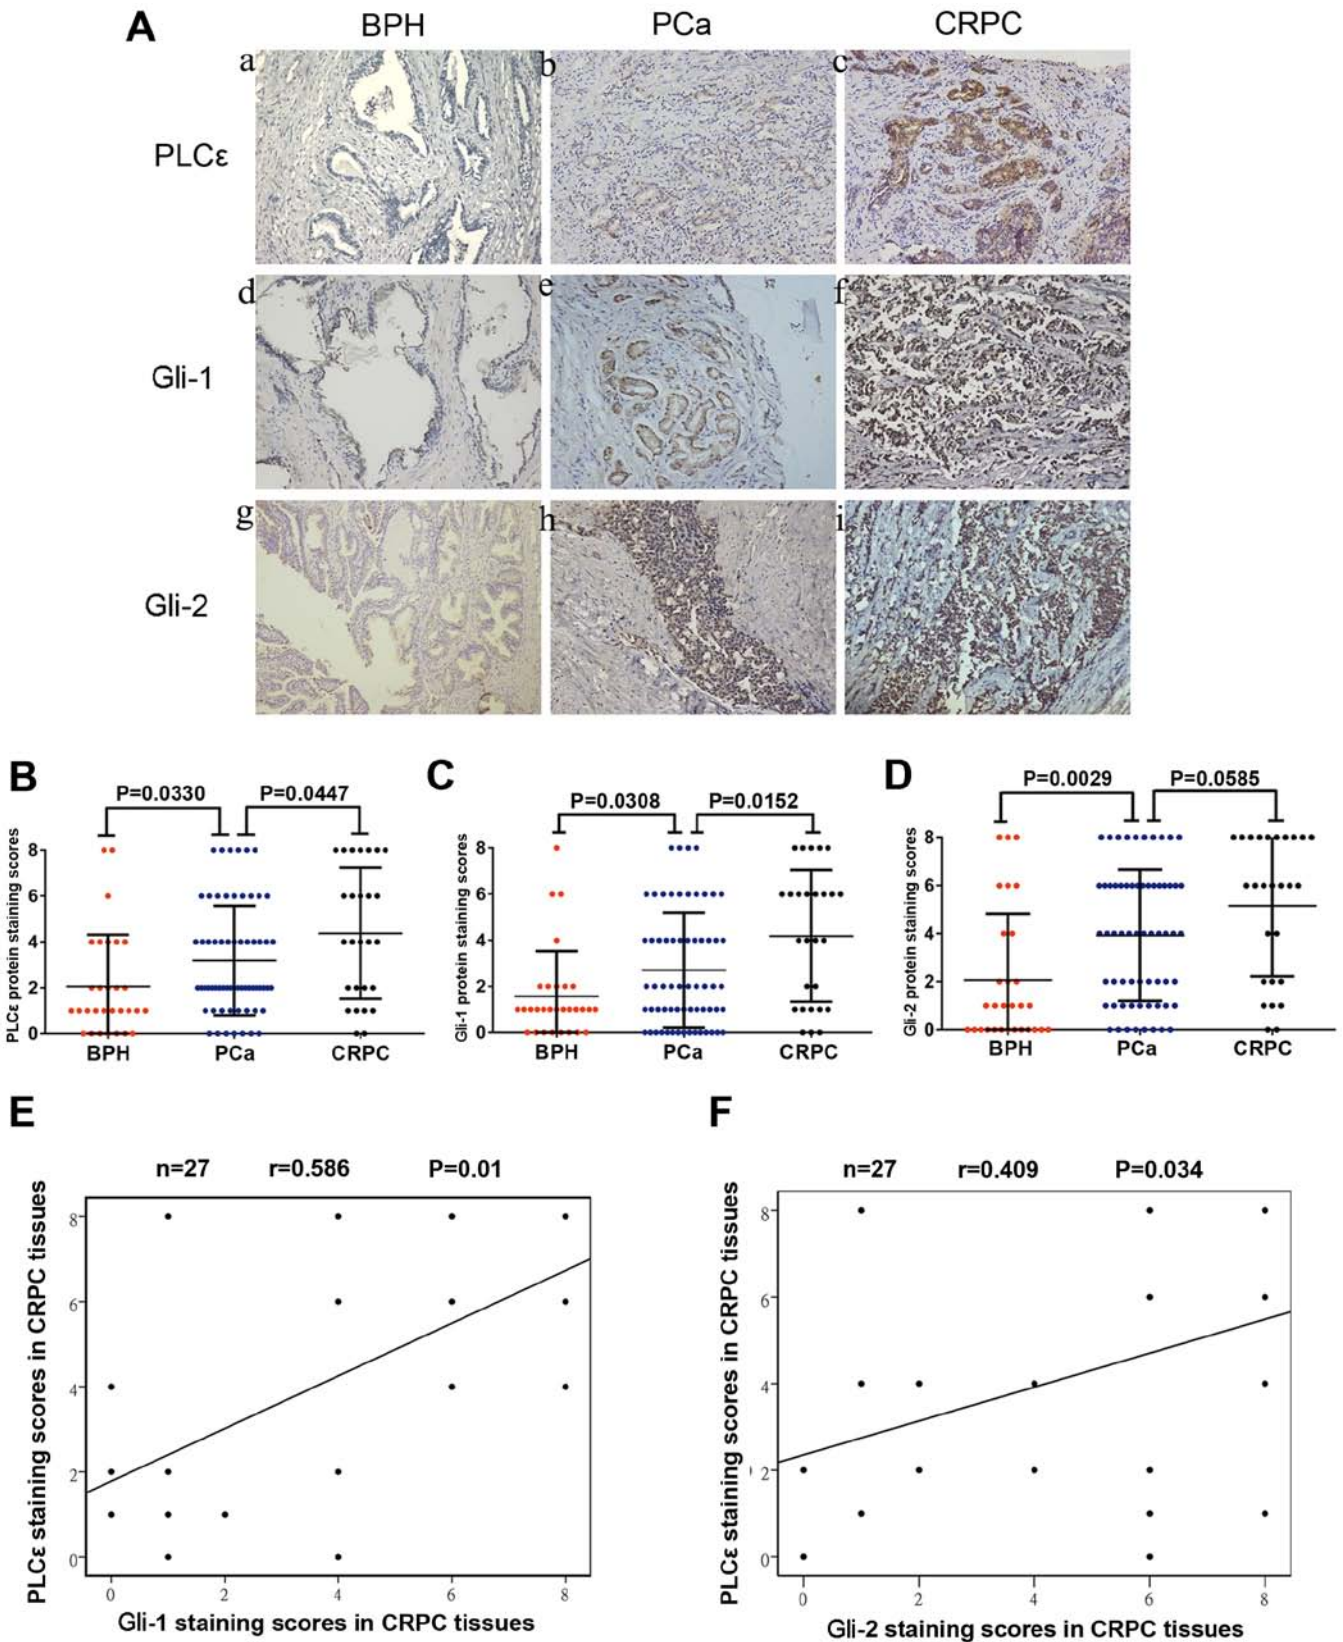 A
BPH PCa CRPC
a b c
PLCε
d e f
Gli-1
g h i
Gli-2
B
P=0.0330 P=0.0447
PLCε protein staining scores
8
6
4
2
0
BPH PCa CRPC
C
P=0.0308 P=0.0152
Gli-1 protein staining scores
8
6
4
2
0
BPH PCa CRPC
D
P=0.0029 P=0.0585
Gli-2 protein staining scores
8
6
4
2
0
BPH PCa CRPC
E
n=27 r=0.586 P=0.01
PLCε staining scores in CRPC tissues
8
6
4
2
0
0 2 4 6 8
Gli-1 staining scores in CRPC tissues
F
n=27 r=0.409 P=0.034
PLCε staining scores in CRPC tissues
8
6
4
2
0
0 2 4 6 8
Gli-2 staining scores in CRPC tissues